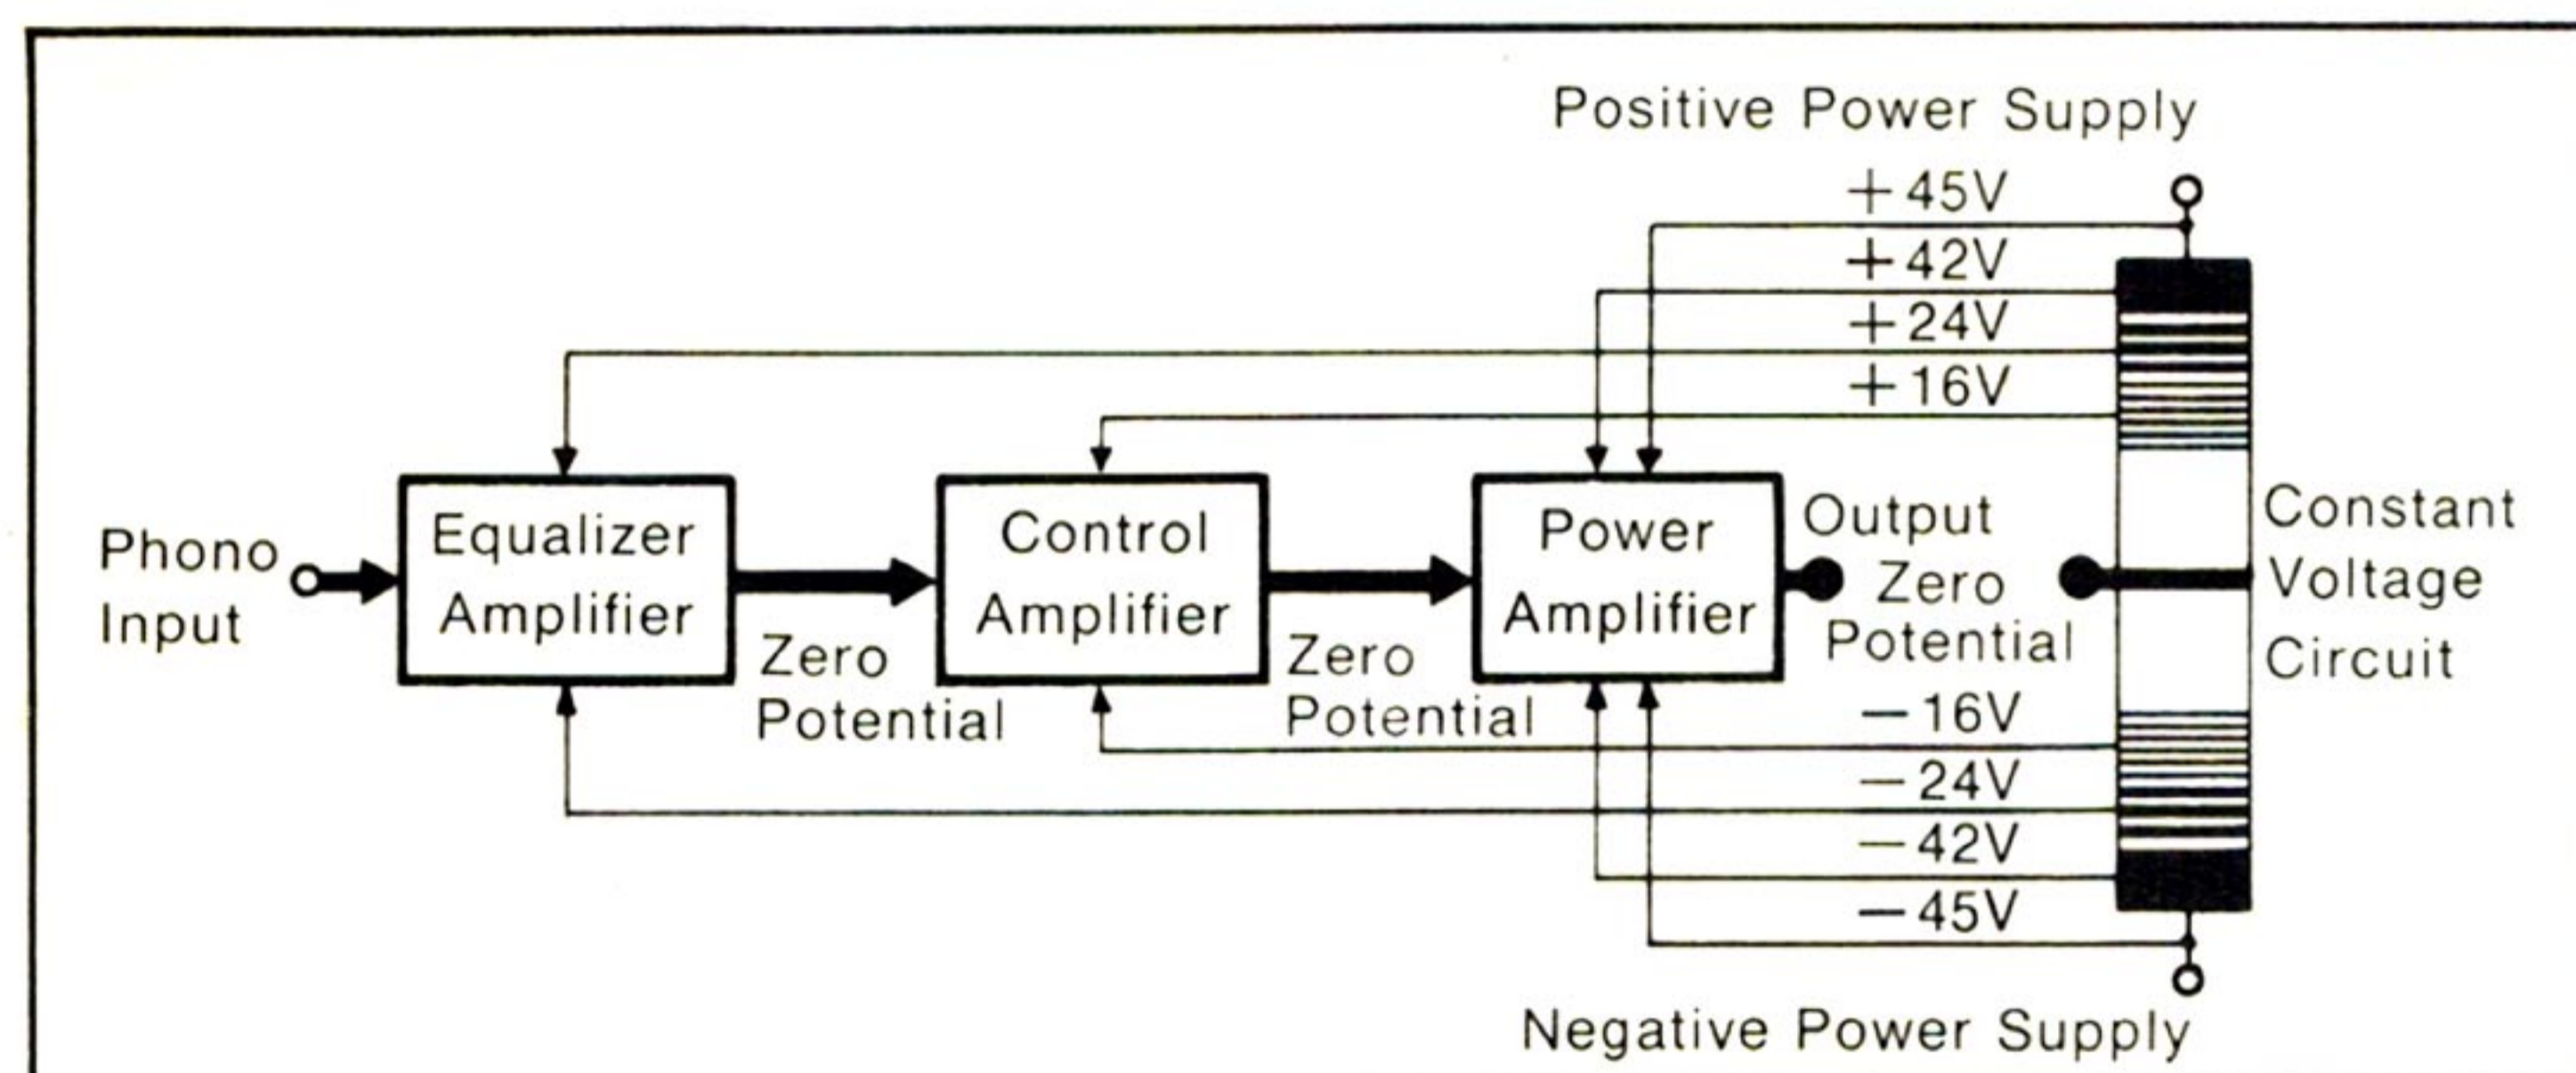 Positive Power Supply
+45V
+42V
+24V
+16V
Phono
Input
Equalizer
Amplifier
Zero
Potential
Control
Amplifier
Zero
Potential
Power
Amplifier
Output
Zero
Potential
Constant
Voltage
Circuit
−16V
−24V
−42V
−45V
Negative Power Supply